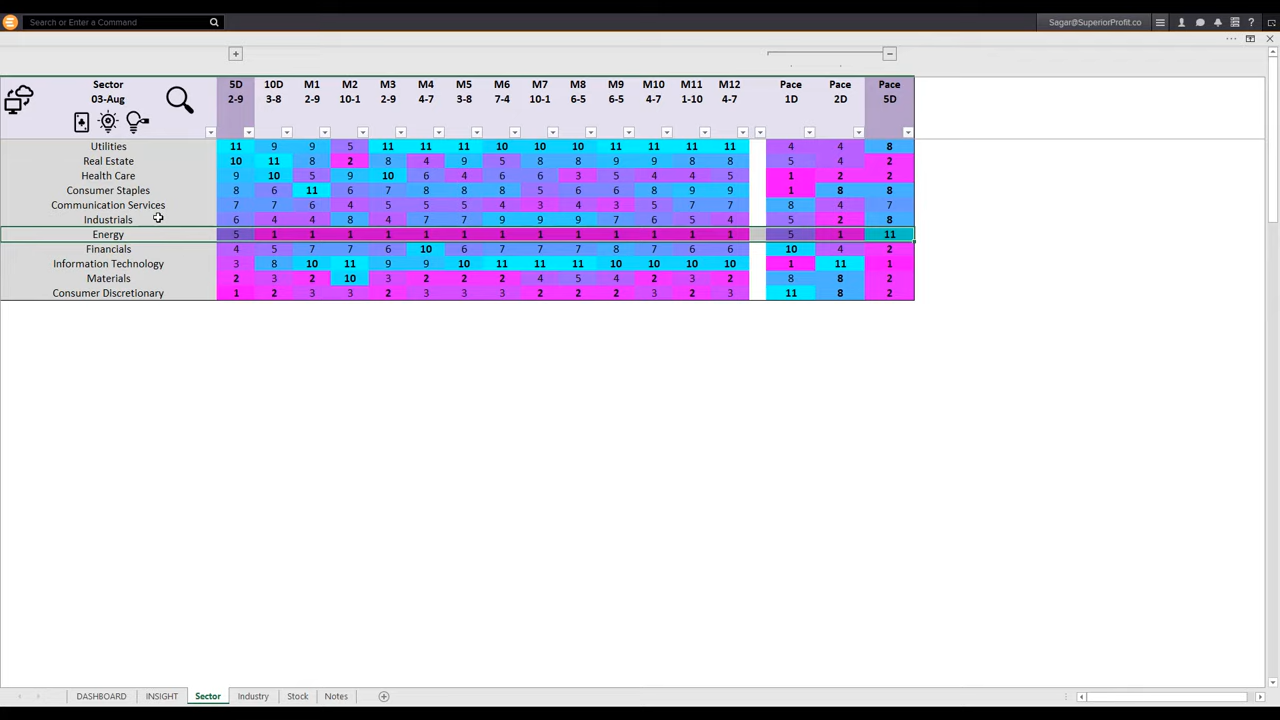 Search or Enter a Command
Sagar@SuperiorProfit.co
Sector 5D 10D M1 M2 M3 M4 M5 M6 M7 M8 M9 M10 M11 M12 Pace Pace Pace
03-Aug 2-9 3-8 2-9 10-1 2-9 4-7 3-8 7-4 10-1 6-5 6-5 4-7 1-10 4-7 1D 2D 5D
Utilities 11 9 9 5 11 11 11 10 10 10 11 11 11 11 4 4 8
Real Estate 10 11 8 2 8 4 9 5 8 8 9 9 8 8 5 4 2
Health Care 9 10 5 9 10 6 4 6 6 3 5 4 4 5 1 2 2
Consumer Staples 8 6 11 6 7 8 8 8 5 6 6 8 9 9 1 8 8
Communication Services 7 7 6 4 5 5 5 4 3 4 3 5 7 7 8 4 7
Industrials 6 4 4 8 4 7 7 9 9 9 7 6 5 4 5 2 8
Energy 5 1 1 1 1 1 1 1 1 1 1 1 1 1 5 1 11
Financials 4 5 7 7 6 10 6 7 7 7 8 7 6 6 10 4 2
Information Technology 3 8 10 11 9 9 10 11 11 11 10 10 10 10 1 11 1
Materials 2 3 2 10 3 2 2 2 4 5 4 2 3 2 8 8 2
Consumer Discretionary 1 2 3 3 2 3 3 3 2 2 2 3 2 3 11 8 2
DASHBOARD INSIGHT Sector Industry Stock Notes